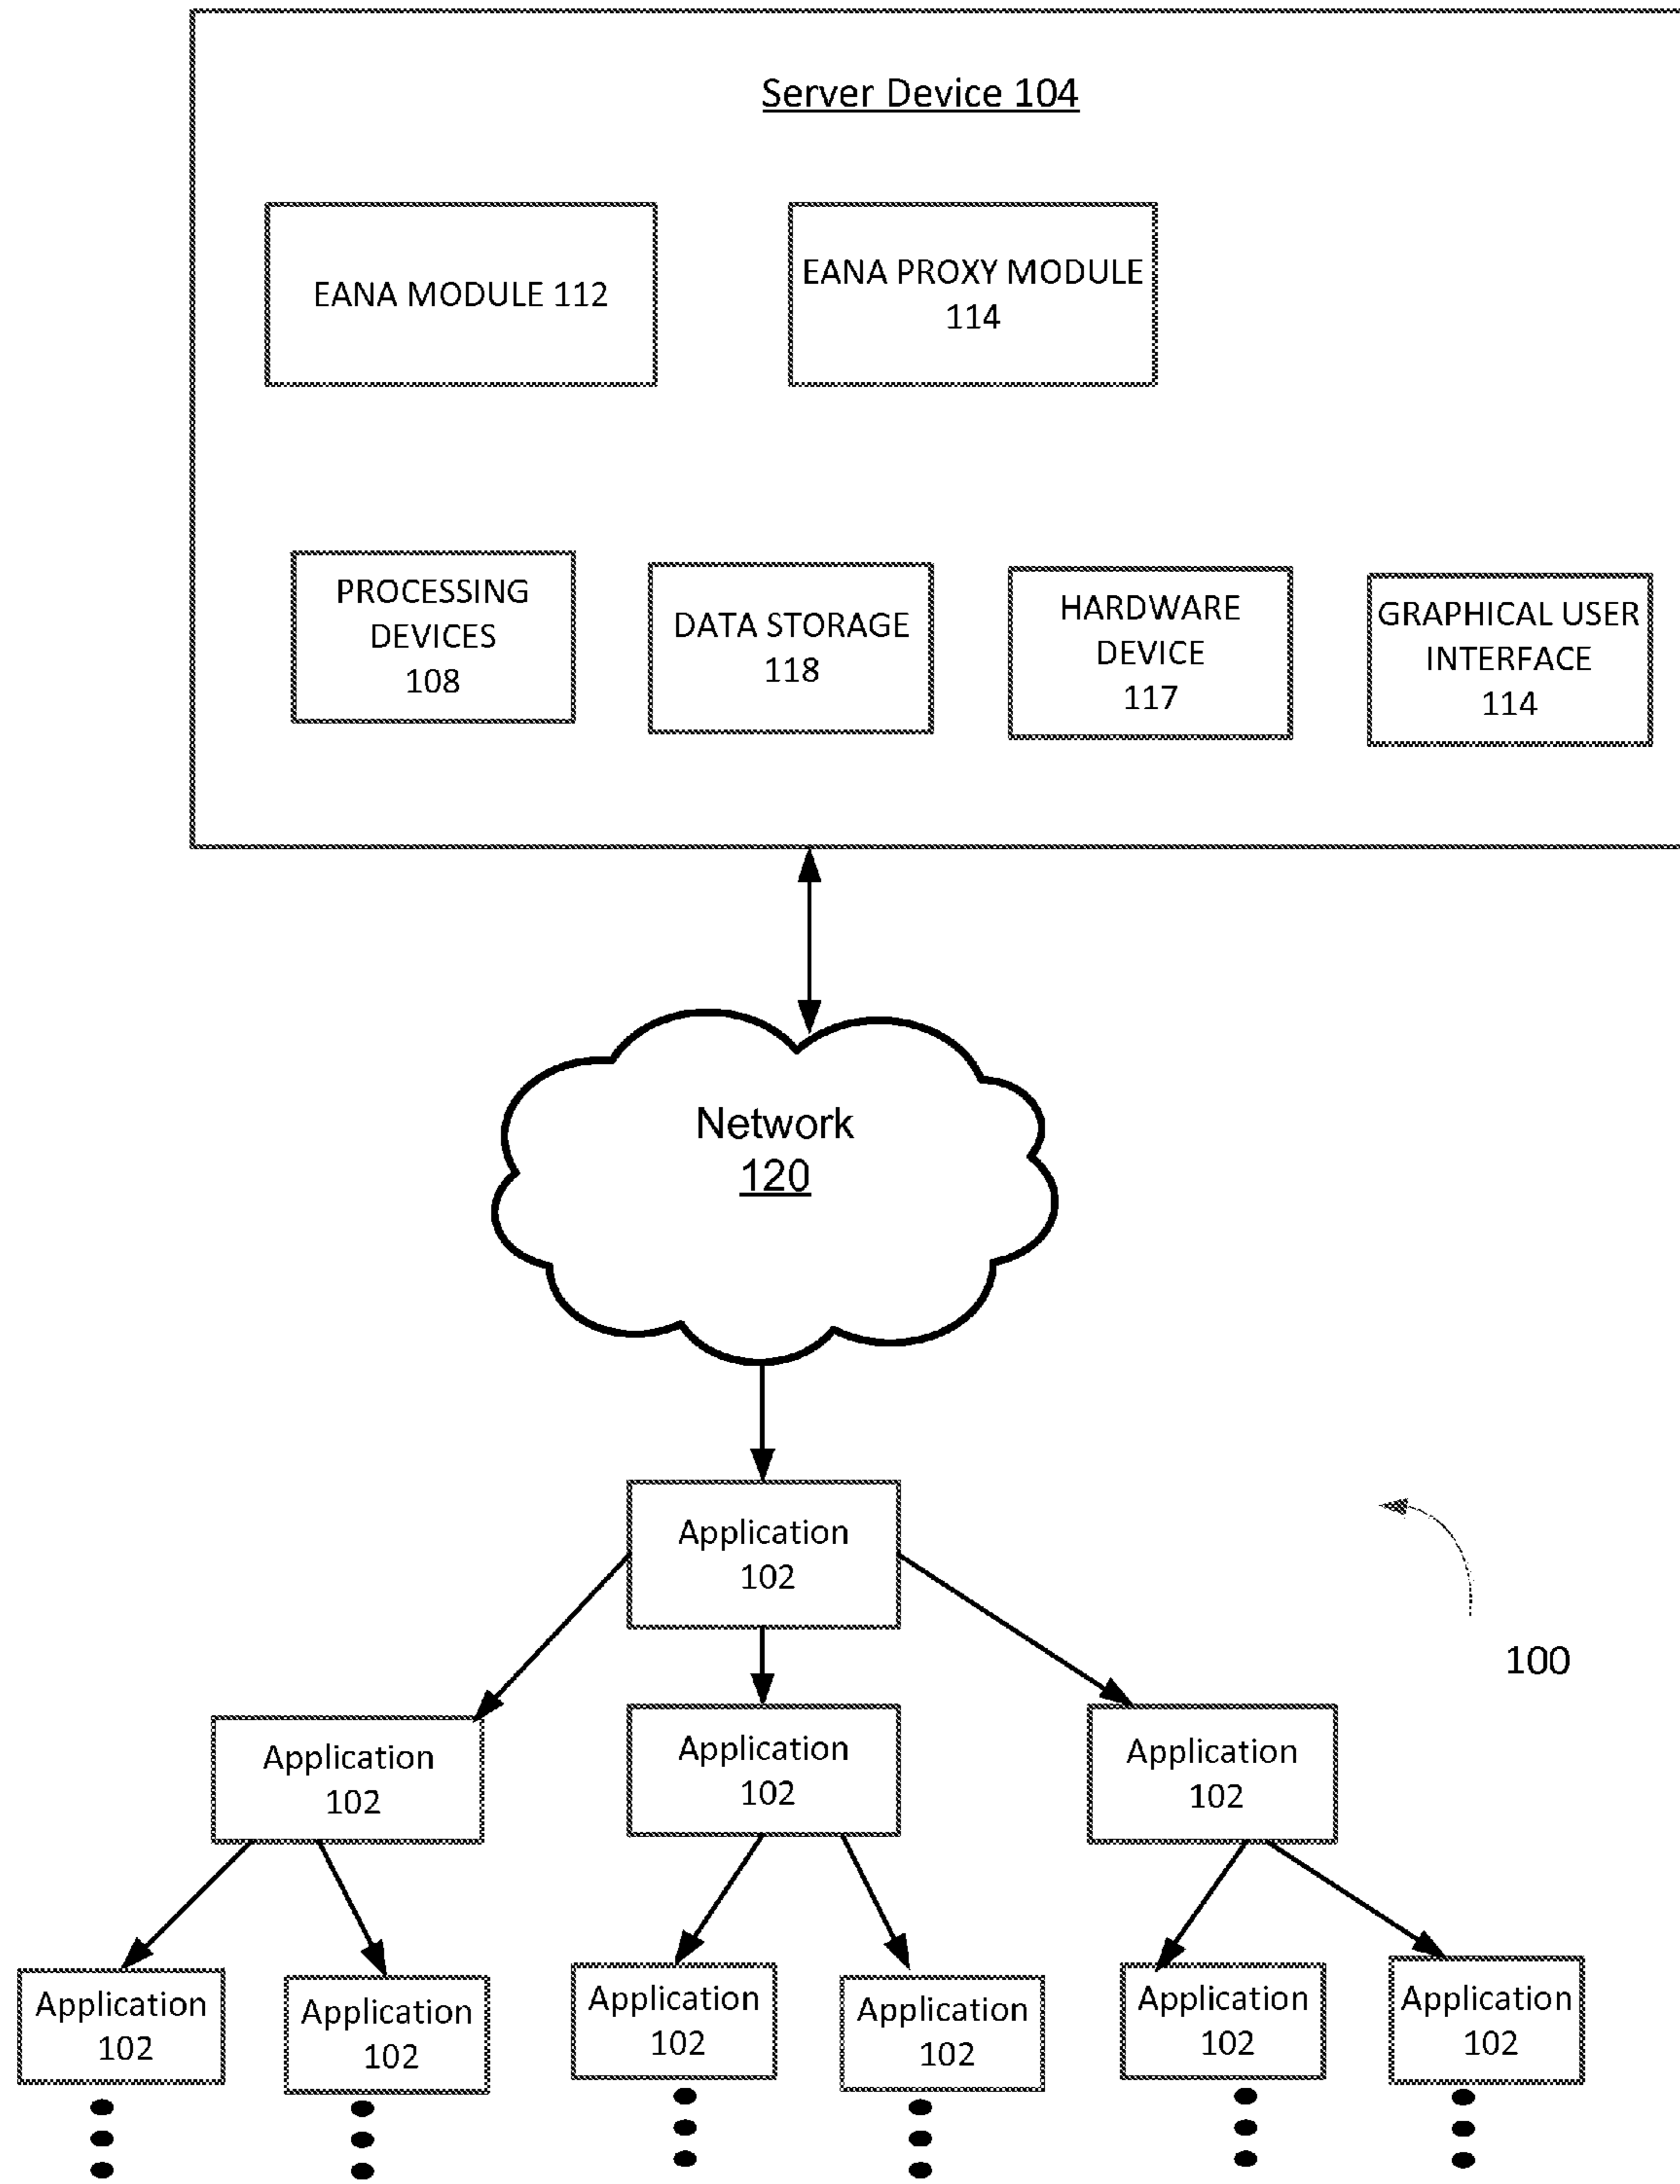 Server Device 104
EANA MODULE 112
EANA PROXY MODULE
114
PROCESSING
DEVICES
108
DATA STORAGE
118
HARDWARE
DEVICE
117
GRAPHICAL USER
INTERFACE
114
Network
120
Application
102
100
Application
102
Application
102
Application
102
Application
102
Application
102
Application
102
Application
102
Application
102
Application
102